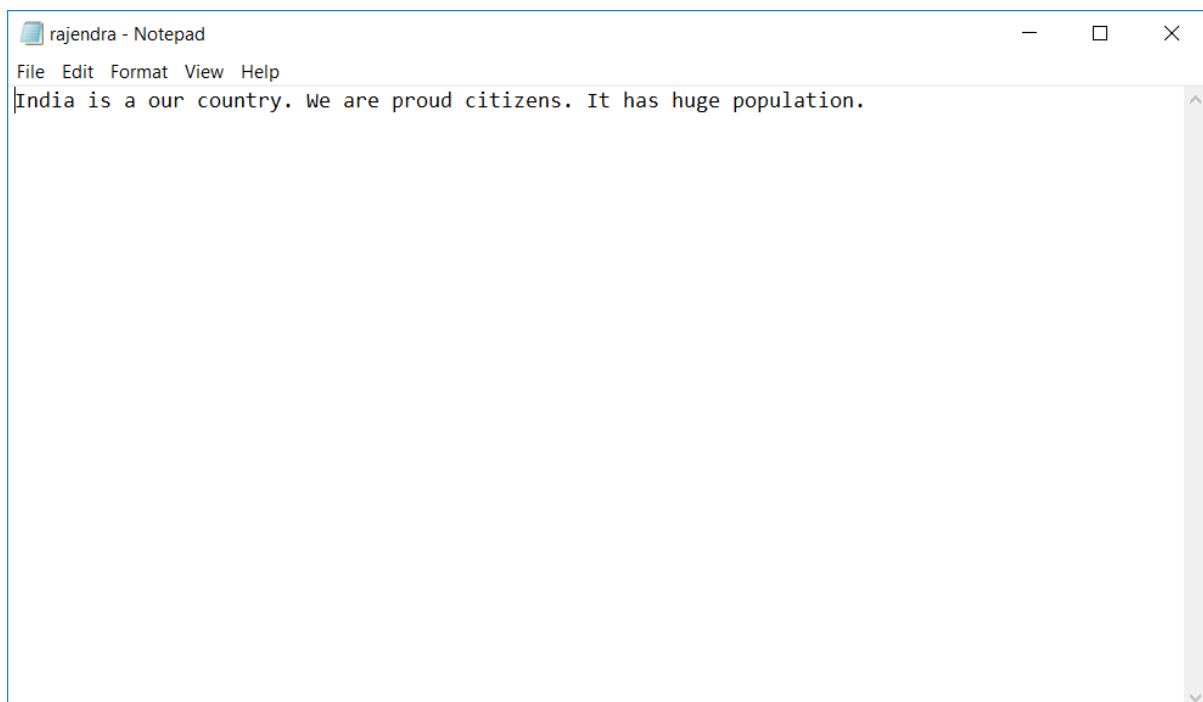 rajendra - Notepad
File Edit Format View Help
India is a our country. We are proud citizens. It has huge population.